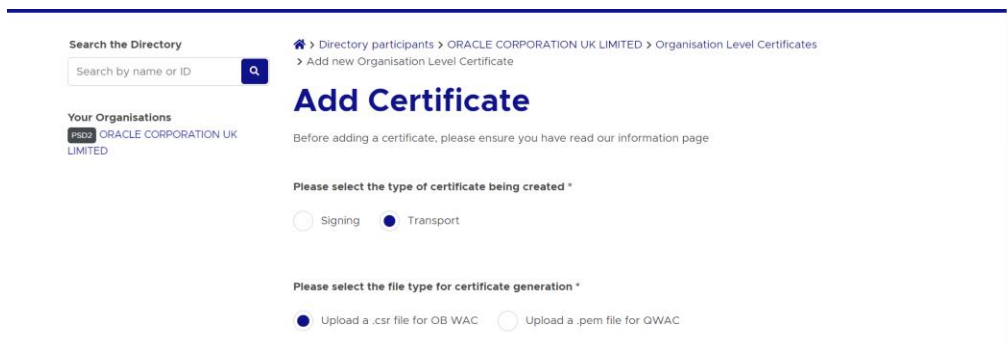 Search the Directory
Search by name or ID
Your Organisations
PSD2 ORACLE CORPORATION UK
LIMITED
> Directory participants > ORACLE CORPORATION UK LIMITED > Organisation Level Certificates
> Add new Organisation Level Certificate
Add Certificate
Before adding a certificate, please ensure you have read our information page
Please select the type of certificate being created *
Signing Transport
Please select the file type for certificate generation *
Upload a .csr file for OB WAC Upload a .pem file for QWAC